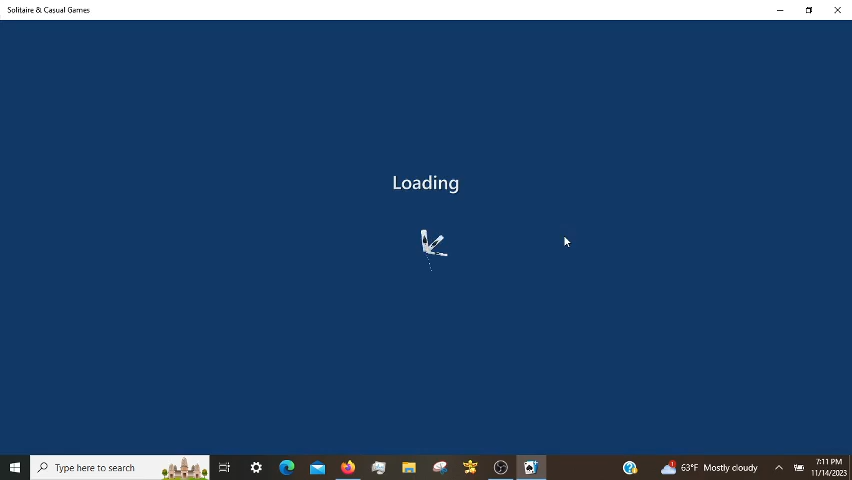 Solitaire & Casual Games
Loading
Type here to search
63°F Mostly cloudy
7:11 PM
11/14/2023